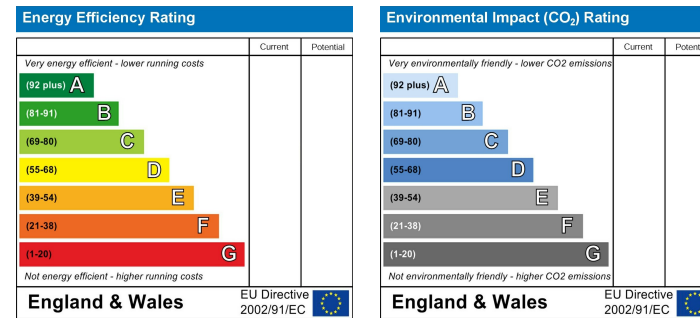 Energy Efficiency Rating
Current Potential
Very energy efficient - lower running costs
(92 plus) A
(81-91) B
(69-80) C
(55-68) D
(39-54) E
(21-38) F
(1-20) G
Not energy efficient - higher running costs
England & Wales
EU Directive
2002/91/EC
Environmental Impact (CO₂) Rating
Current Potent
Very environmentally friendly - lower CO2 emissions
(92 plus) A
(81-91) B
(69-80) C
(55-68) D
(39-54) E
(21-38) F
(1-20) G
Not environmentally friendly - higher CO2 emissions
England & Wales
EU Directive
2002/91/EC